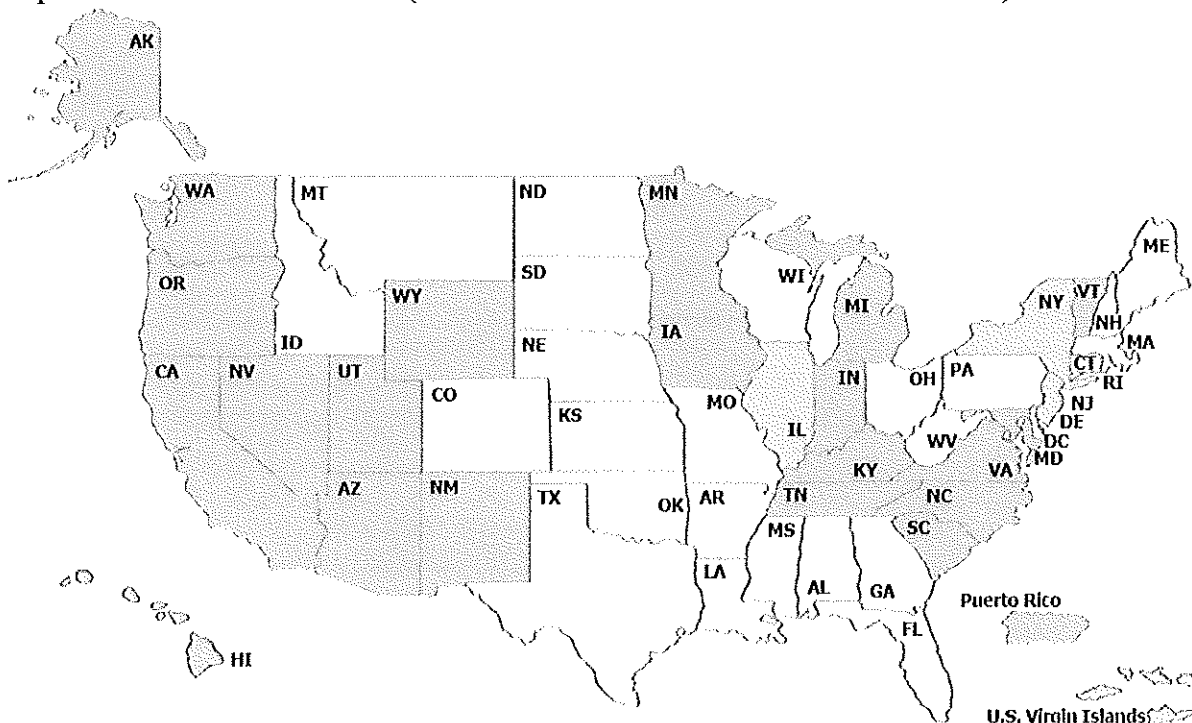 AK
WA
MT
ND
MN
ME
OR
SD
WI
VT
WY
NY
MI
NH
ID
NE
IA
MA
CA
NV
UT
IN
OH
PA
CT
RI
CO
MO
NJ
KS
IL
DE
WV
DC
KY
VA
MD
AZ
NM
TX
OK
AR
TN
NC
MS
SC
LA
AL
GA
Puerto Rico
FL
HI
U.S. Virgin Islands